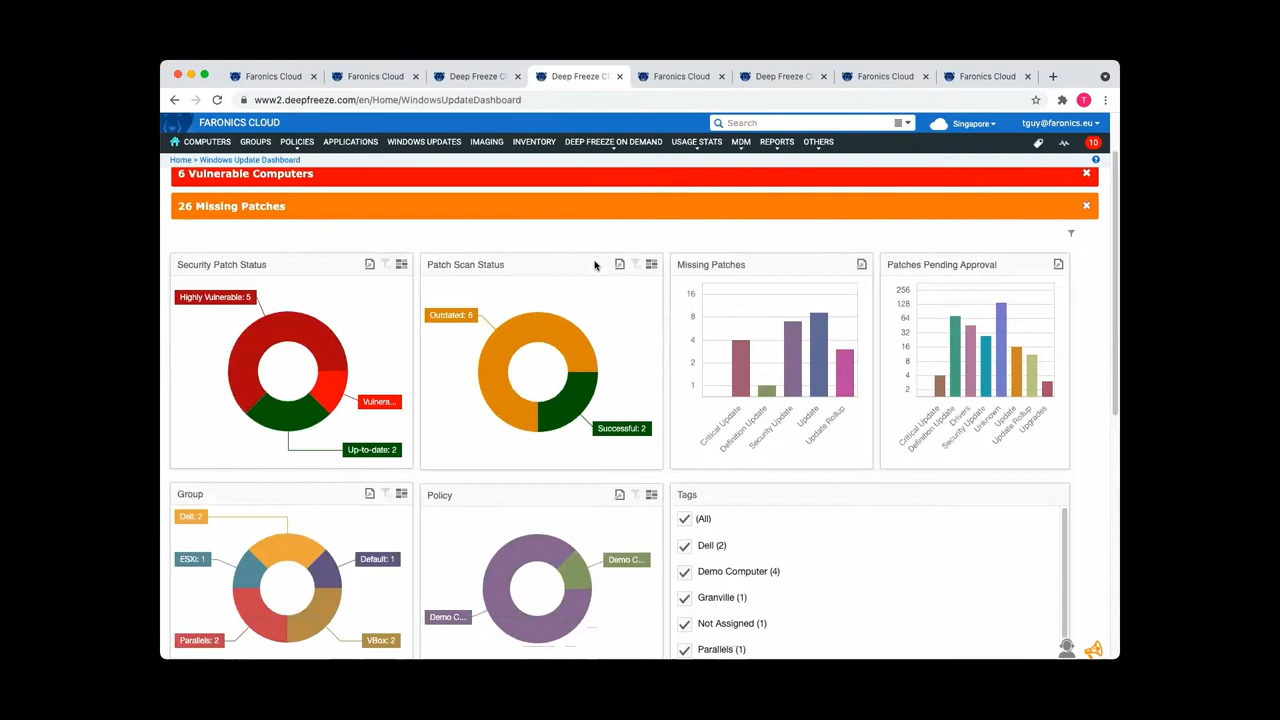 Faronics Cloud
Faronics Cloud
Deep Freeze Cl
Deep Freeze Cl
Faronics Cloud
Deep Freeze Cl
Faronics Cloud
Faronics Cloud
www2.deepfreeze.com/en/Home/WindowsUpdateDashboard
T
FARONICS CLOUD
Search
Singapore
tguy@faronics.eu
COMPUTERS GROUPS POLICIES APPLICATIONS WINDOWS UPDATES IMAGING INVENTORY DEEP FREEZE ON DEMAND USAGE STATS MDM REPORTS OTHERS
10
Home > Windows Update Dashboard
6 Vulnerable Computers
26 Missing Patches
Security Patch Status
Highly Vulnerable: 5
Vulnera...
Up-to-date: 2
Patch Scan Status
Outdated: 6
Successful: 2
Missing Patches
16
8
4
2
1
Critical Update
Definition Update
Security Update
Update
Update Rollup
Patches Pending Approval
256
128
64
32
16
8
4
2
Critical Update
Definition Update
Drivers
Security Update
Unknown
Update
Update Rollup
Upgrades
Group
Dell: 2
ESXi: 1
Default: 1
Parallels: 2
VBox: 2
Policy
Demo C...
Demo C...
Tags
(All)
Dell (2)
Demo Computer (4)
Granville (1)
Not Assigned (1)
Parallels (1)